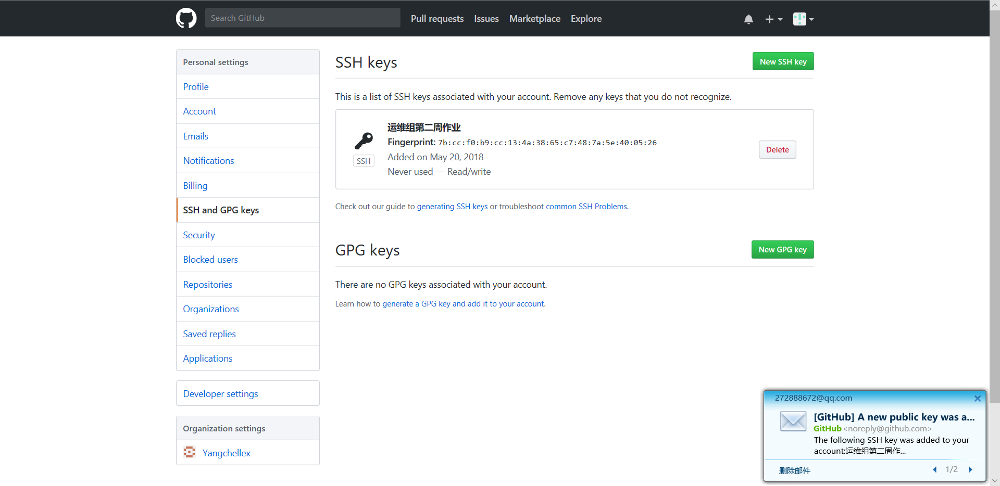 Search GitHub
Pull requests
Issues
Marketplace
Explore
Personal settings
Profile
Account
Emails
Notifications
Billing
SSH and GPG keys
Security
Blocked users
Repositories
Organizations
Saved replies
Applications
Developer settings
Organization settings
Yangchellex
SSH keys
New SSH key
This is a list of SSH keys associated with your account. Remove any keys that you do not recognize.
运维组第二周作业
Fingerprint: 7b:cc:f0:b9:cc:13:4a:38:65:c7:48:7a:5e:40:05:26
Added on May 20, 2018
Never used — Read/write
SSH
Delete
Check out our guide to generating SSH keys or troubleshoot common SSH Problems.
GPG keys
New GPG key
There are no GPG keys associated with your account.
Learn how to generate a GPG key and add it to your account.
272888672@qq.com
[GitHub] A new public key was a...
GitHub <noreply@github.com>
The following SSH key was added to your
account:运维组第二周作...
删除邮件
1/2